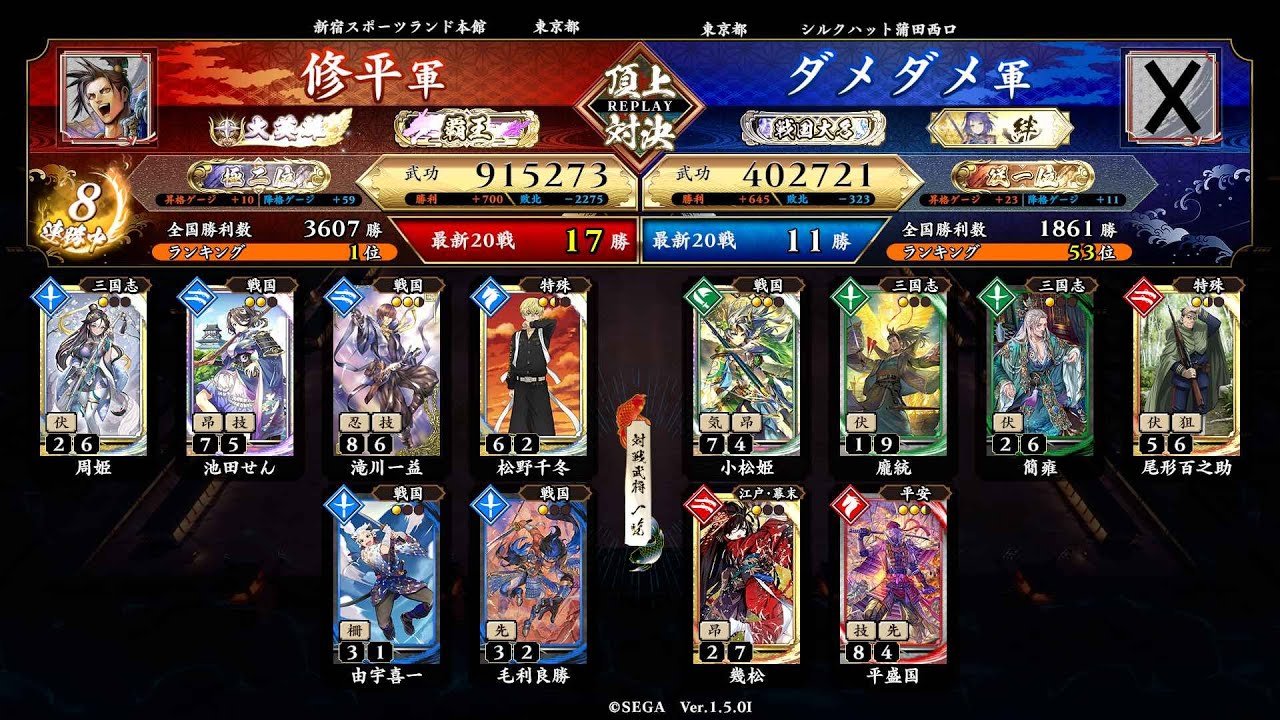 新宿スポーツランド本館 東京都
東京都 シルクハット蒲田西口
修平軍
頂上
REPLAY
対決
ダメダメ軍
大英雄
覇王
戦国大名
絆
X
極二位
昇格ゲージ +10 降格ゲージ +59
武功 915273
勝利 +700 敗北 -2275
武功 402721
勝利 +645 敗北 -323
従一位
昇格ゲージ +23 降格ゲージ +11
8
連勝中
全国勝利数 3607勝
ランキング 1位
最新20戦 17勝
最新20戦 11勝
全国勝利数 1861勝
ランキング 53位
三国志 戦国 戦国 特殊 戦国 三国志 三国志 特殊
伏 昂 技 忍 技 気 昂 伏 伏 伏 狙
2 6 7 5 8 6 6 2 7 4 1 9 2 6 5 6
周姫 池田せん 滝川一益 松野千冬 小松姫 龐統 簡雍 尾形百之助
対戦武将一覧
戦国 戦国 江戸・幕末 平安
柵 先 昂 技 先
3 1 3 2 2 7 8 4
由宇喜一 毛利良勝 幾松 平盛国
©SEGA Ver.1.5.0I